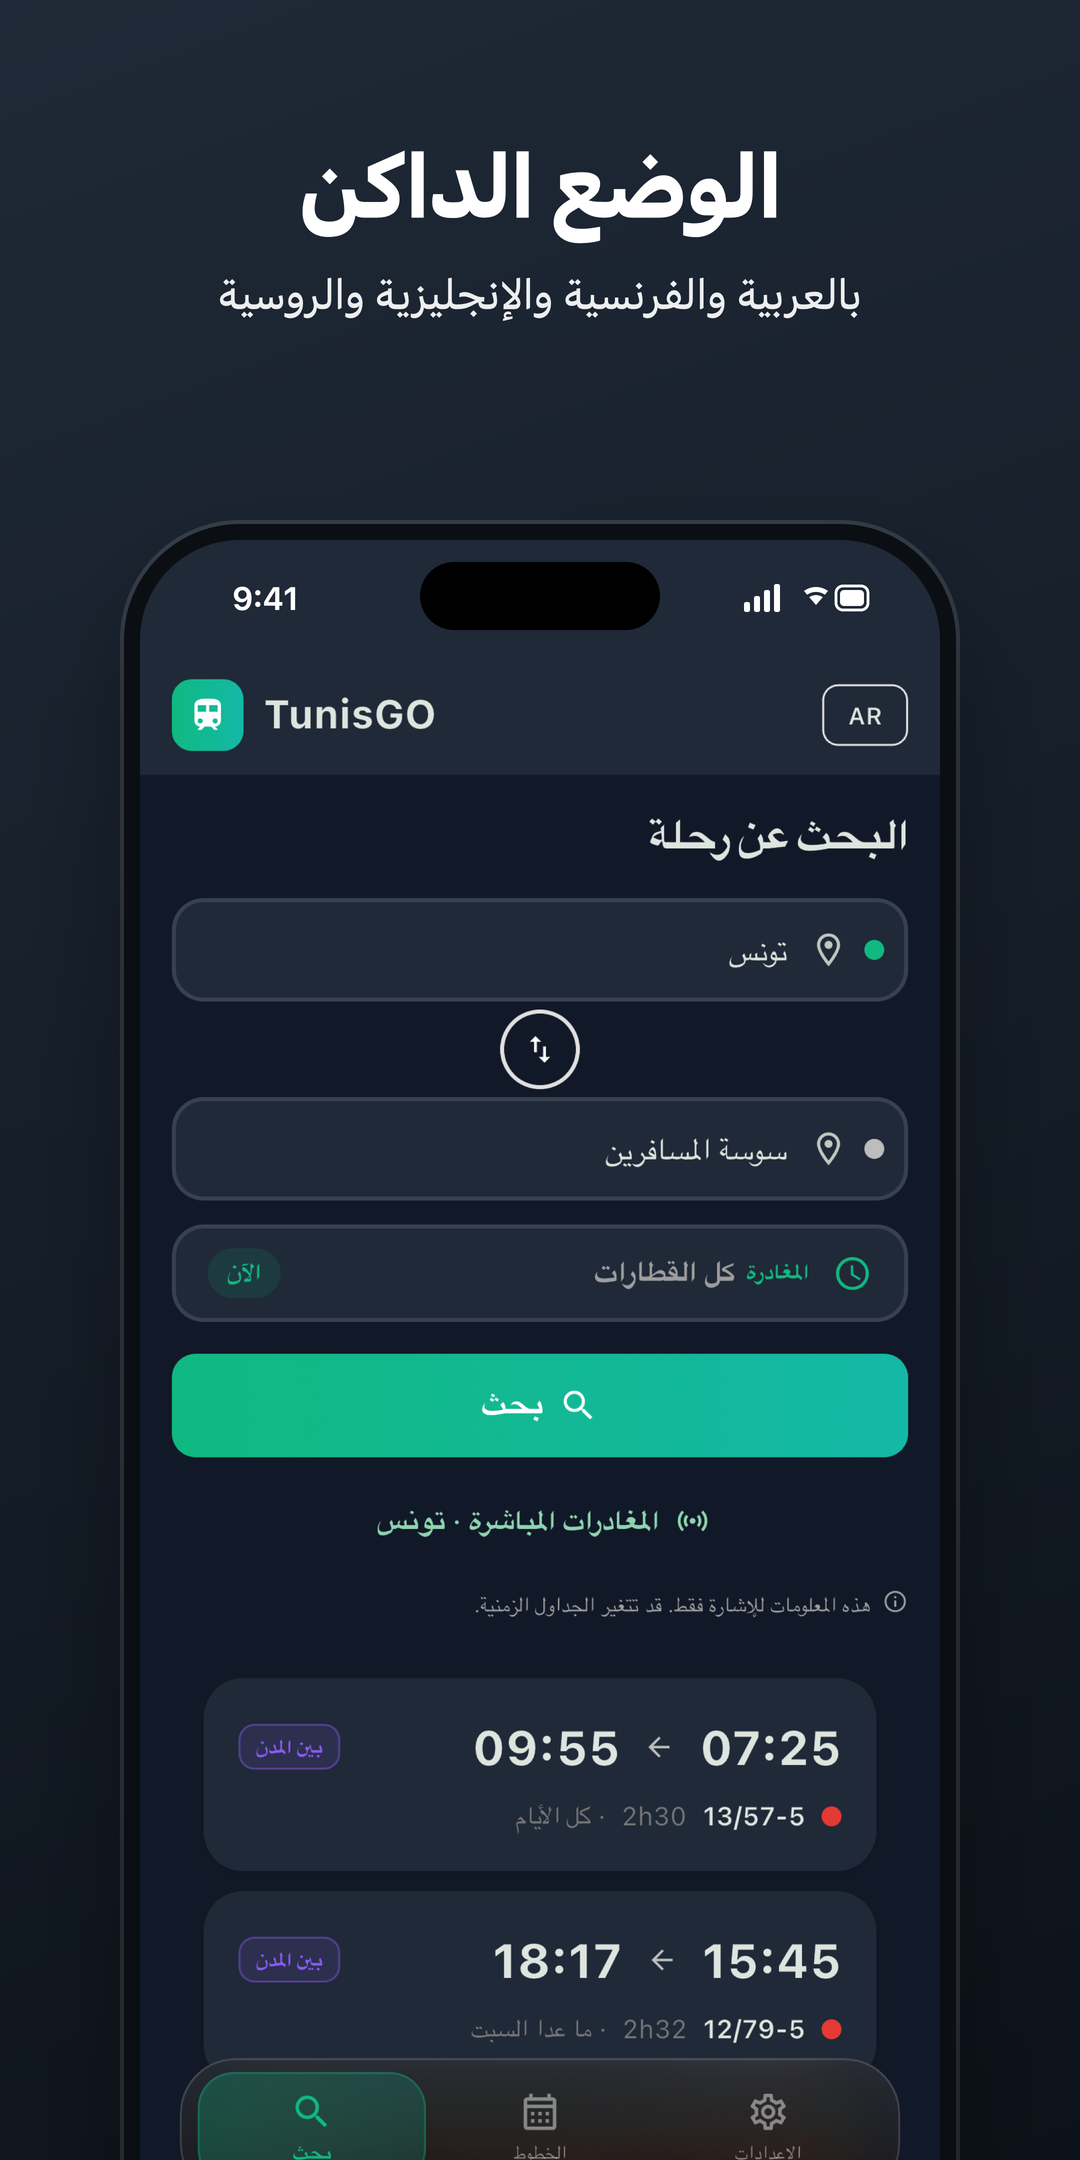 الوضع الداكن
بالعربية والفرنسية والإنجليزية والروسية
9:41
TunisGO
AR
البحث عن رحلة
تونس
سوسة المسافرين
المغادرة كل القطارات
الآن
بحث
المغادرات المباشرة · تونس
هذه المعلومات للإشارة فقط. قد تتغير الجداول الزمنية.
07:25 ← 09:55
بين المدن
13/57-5 2h30 · كل الأيام
15:45 ← 18:17
بين المدن
12/79-5 2h32 · ما عدا السبت
الإعدادات
الخطوط
بحث